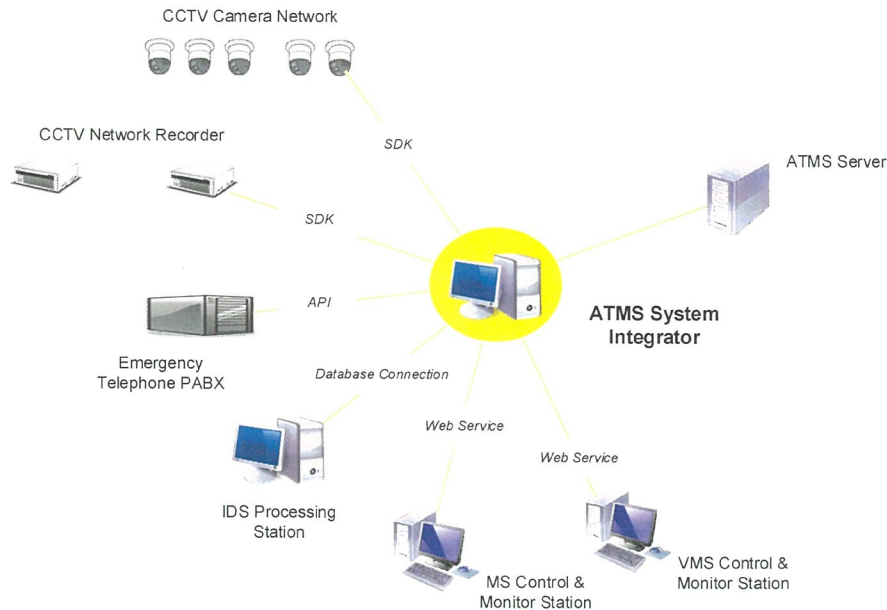 CCTV Camera Network
SDK
CCTV Network Recorder
ATMS Server
SDK
API
ATMS System
Integrator
Emergency
Telephone PABX
Database Connection
Web Service
Web Service
IDS Processing
Station
MS Control &
Monitor Station
VMS Control &
Monitor Station